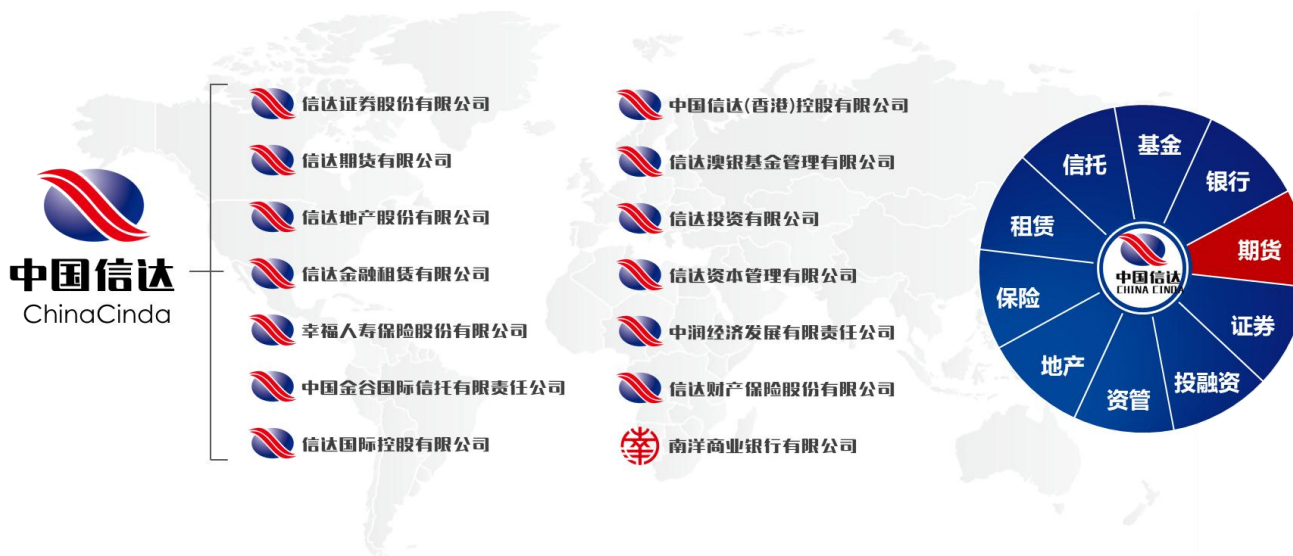 中国信达
ChinaCinda
信达证券股份有限公司
信达期货有限公司
信达地产股份有限公司
信达金融租赁有限公司
幸福人寿保险股份有限公司
中国金谷国际信托有限责任公司
信达国际控股有限公司
中国信达(香港)控股有限公司
信达澳银基金管理有限公司
信达投资有限公司
信达资本管理有限公司
中润经济发展有限责任公司
信达财产保险股份有限公司
南洋商业银行有限公司
基金
银行
期货
证券
投融资
资管
地产
保险
租赁
信托
中国信达
CHINA CINDA